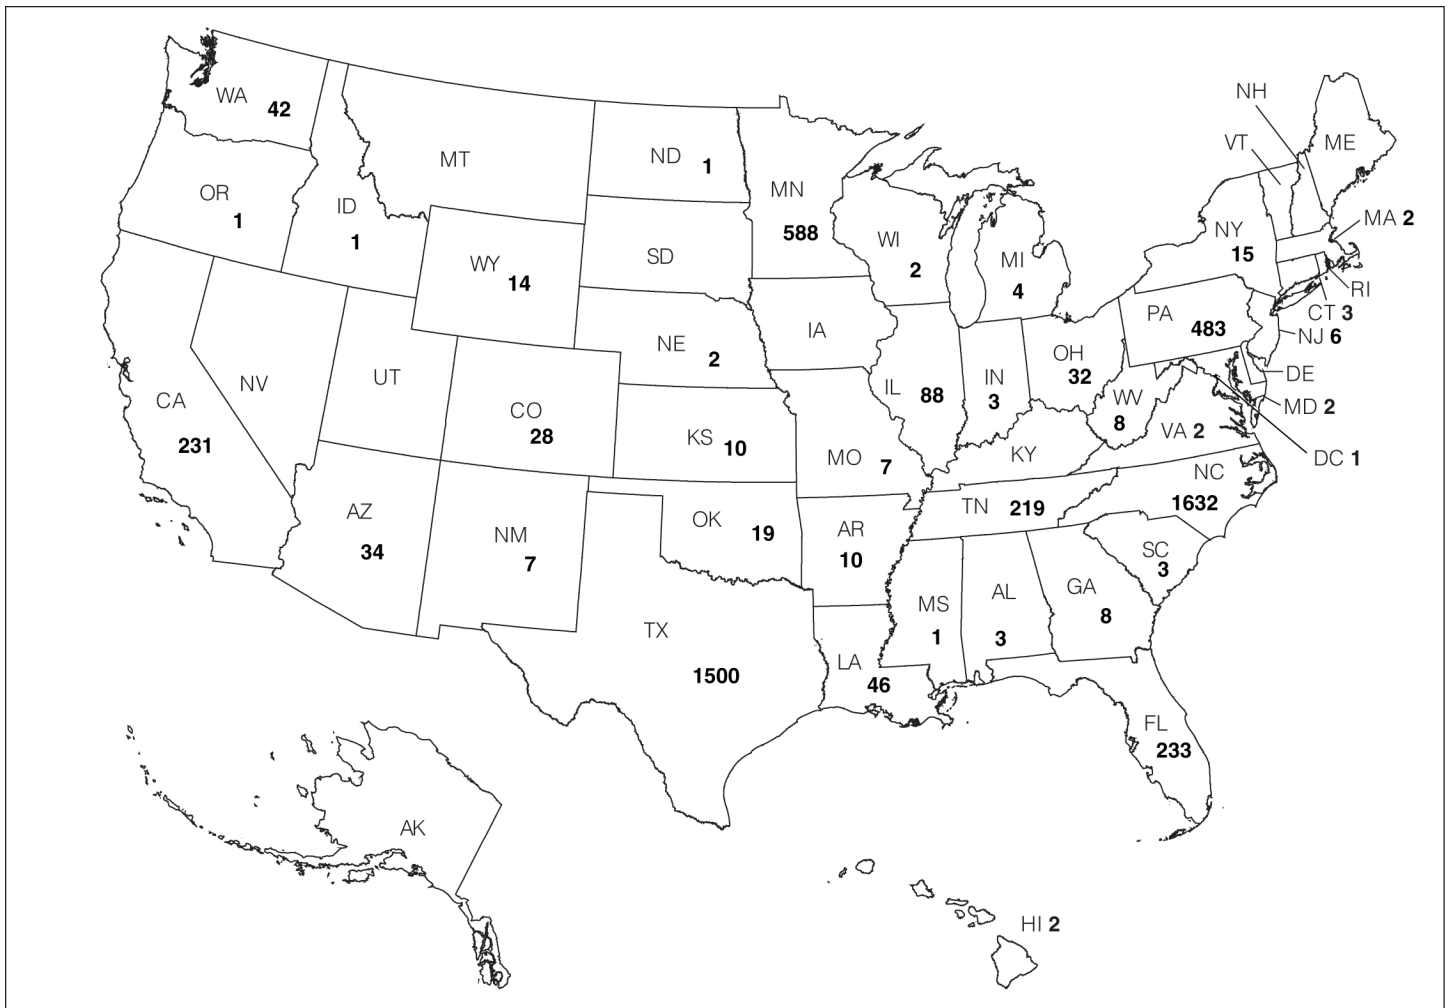 WA 42
OR 1
ID 1
MT
ND 1
MN 588
WI 2
MI 4
NH
VT
ME
MA 2
NY 15
RI
CT 3
NJ 6
PA 483
SD
WY 14
NE 2
IA
IL 88
IN 3
OH 32
WV 8
DE
MD 2
VA 2
DC 1
CA 231
NV
UT
CO 28
KS 10
MO 7
KY
NC 1632
TN 219
AZ 34
NM 7
OK 19
AR 10
SC 3
MS 1
AL 3
GA 8
TX 1500
LA 46
FL 233
AK
HI 2